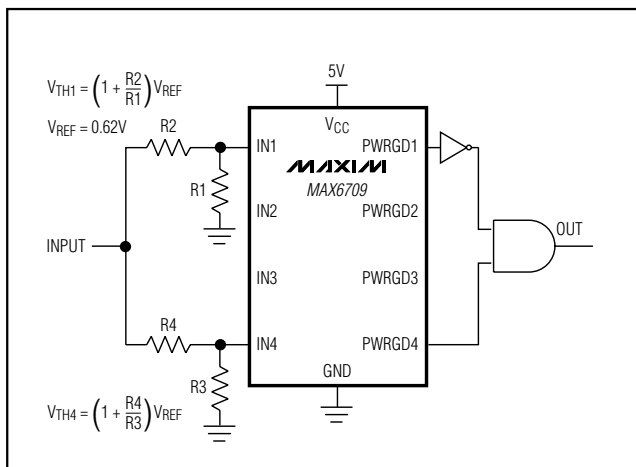 V_TH1 = (1 + R2/R1) V_REF
V_REF = 0.62V
5V
V_CC
R2
R1
INPUT
R4
R3
IN1
IN2
IN3
IN4
MAXIM
MAX6709
PWRGD1
PWRGD2
PWRGD3
PWRGD4
GND
OUT
V_TH4 = (1 + R4/R3) V_REF